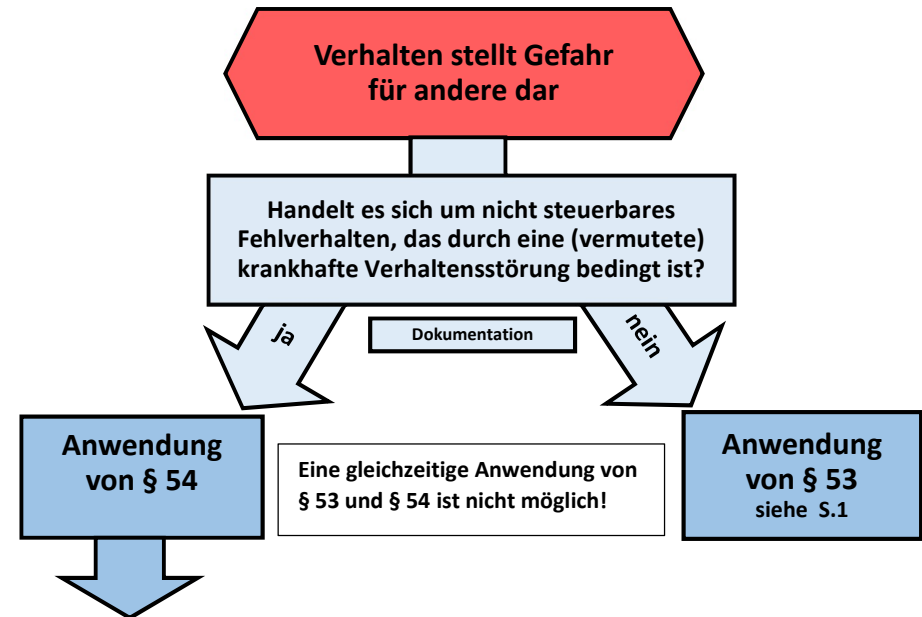 Verhalten stellt Gefahr
für andere dar
Handelt es sich um nicht steuerbares
Fehlverhalten, das durch eine (vermutete)
krankhafte Verhaltensstörung bedingt ist?
ja
Dokumentation
nein
Anwendung
von § 54
Eine gleichzeitige Anwendung von
§ 53 und § 54 ist nicht möglich!
Anwendung
von § 53
siehe S.1